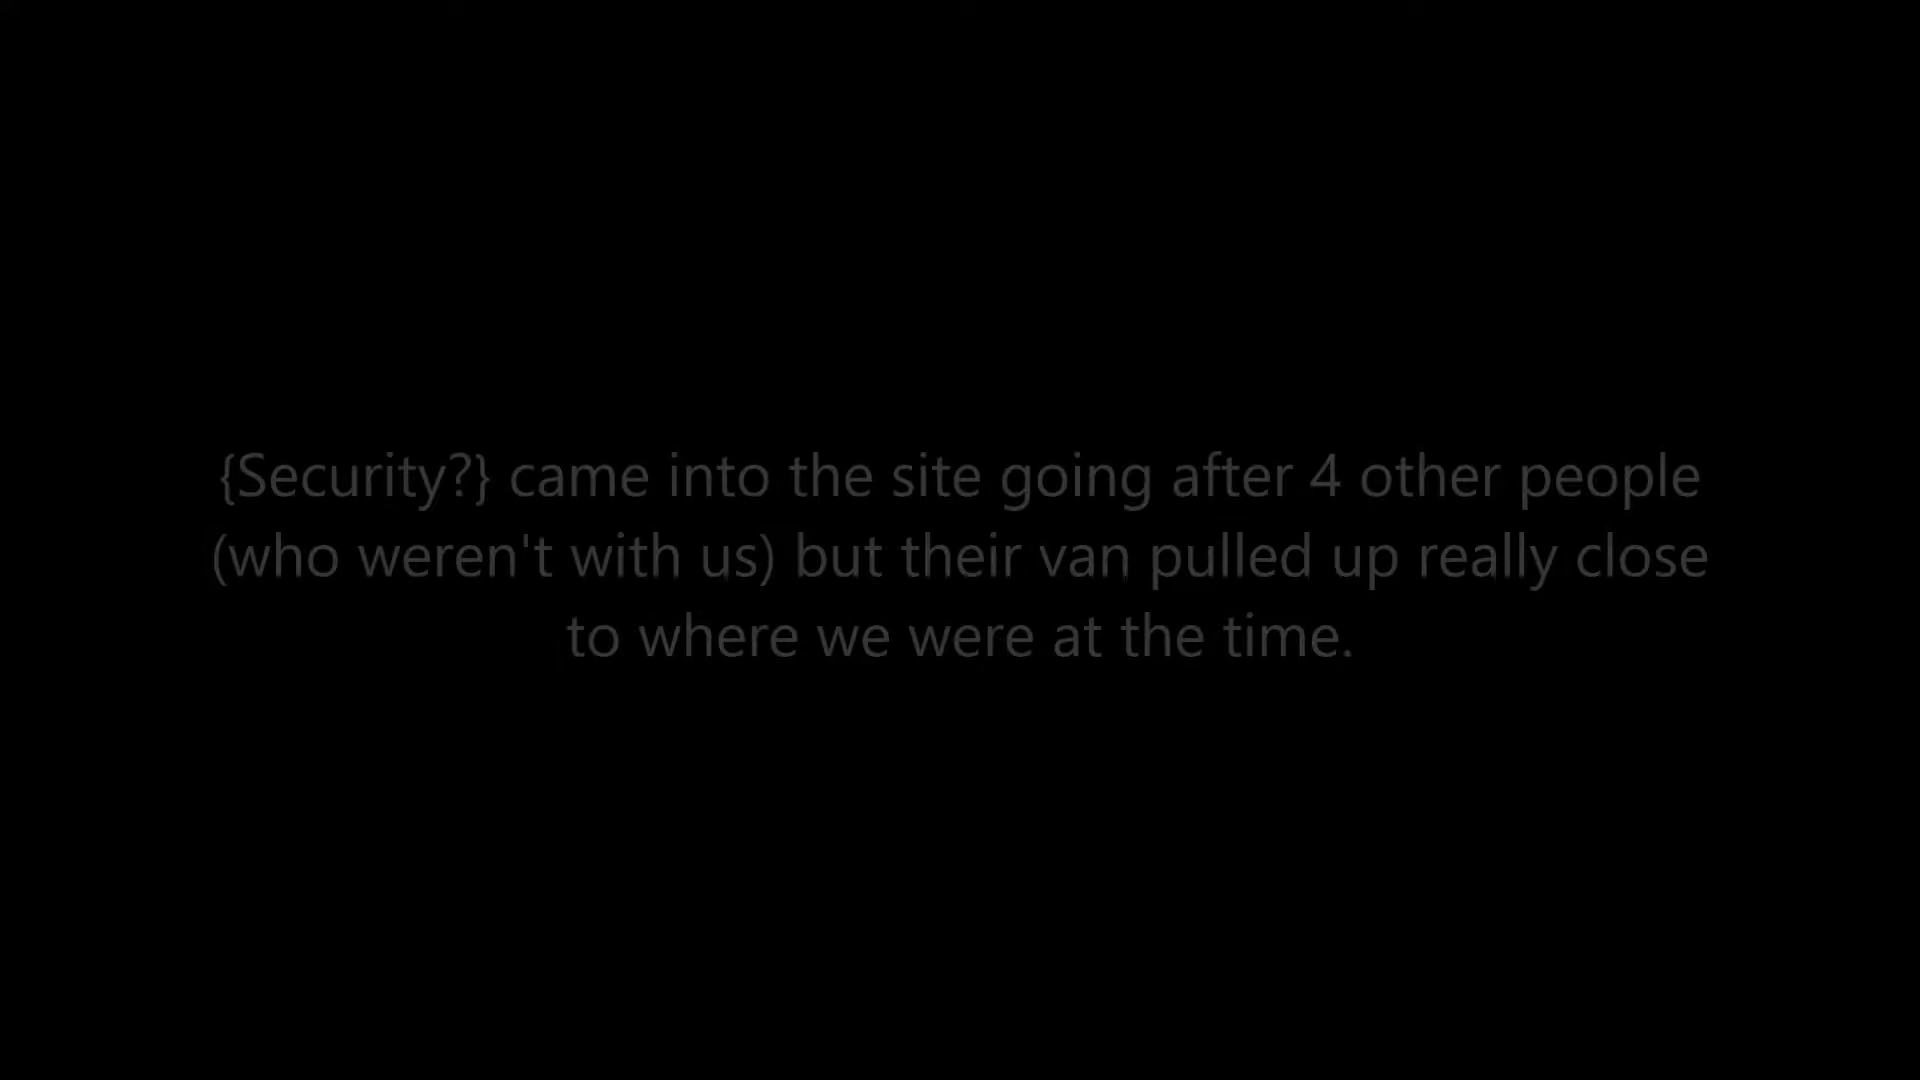 {Security?} came into the site going after 4 other people
(who weren't with us) but their van pulled up really close
to where we were at the time.